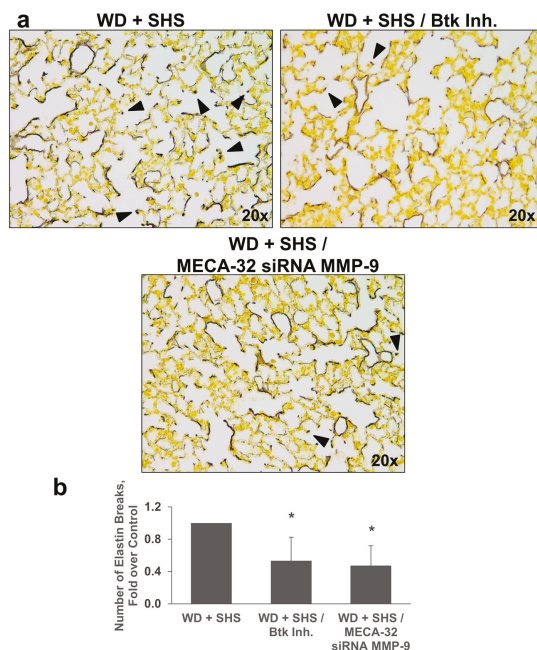 a
WD + SHS
WD + SHS / Btk Inh.
20x
20x
WD + SHS /
MECA-32 siRNA MMP-9
20x
b
Number of Elastin Breaks,
Fold over Control
1.2
0.8
0.4
0.0
*
*
WD + SHS
WD + SHS /
Btk Inh.
WD + SHS /
MECA-32
siRNA MMP-9